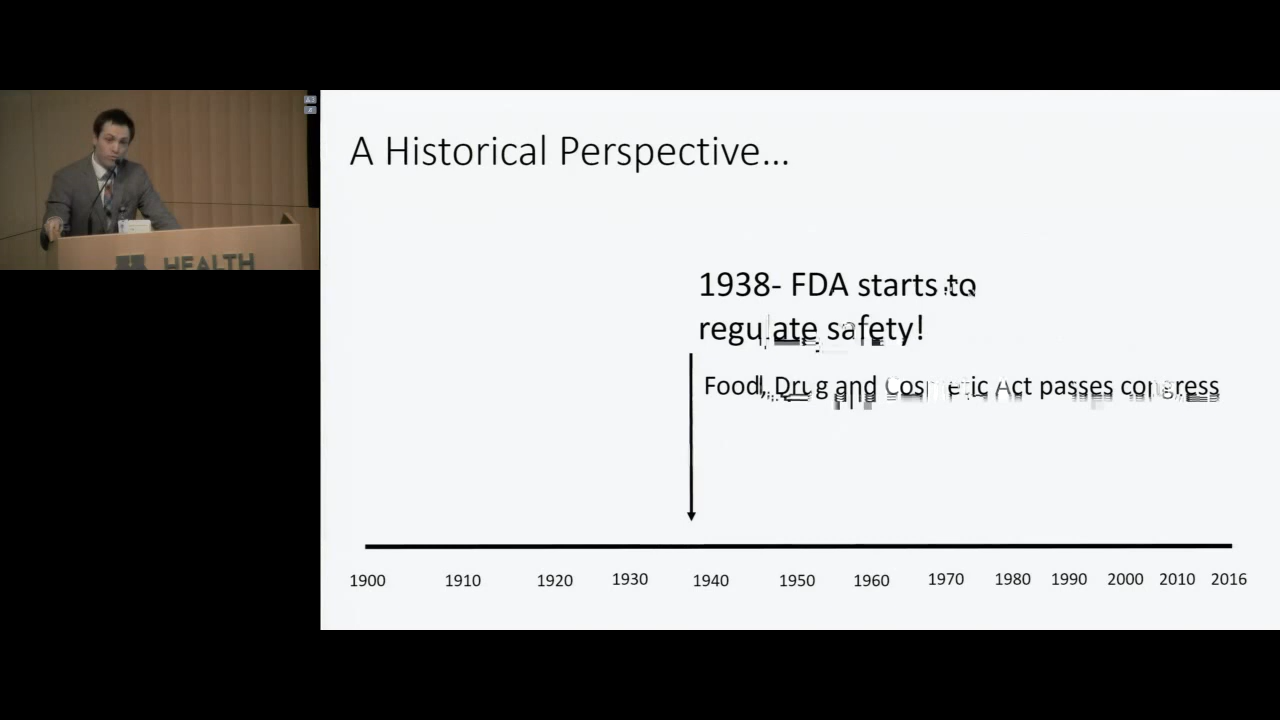 A Historical Perspective...
1938- FDA starts to
regulate safety!
Food, Drug and Cosmetic Act passes congress
1900 1910 1920 1930 1940 1950 1960 1970 1980 1990 2000 2010 2016
HEALTH